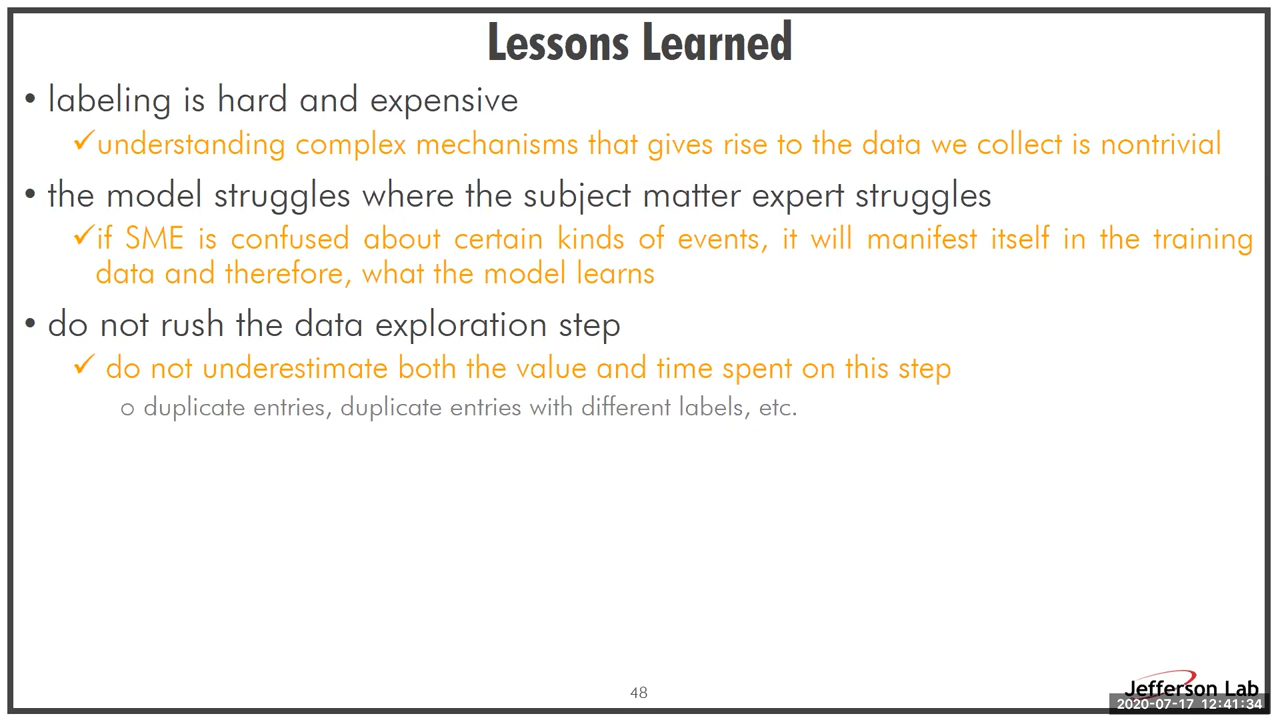 Lessons Learned
• labeling is hard and expensive
✓understanding complex mechanisms that gives rise to the data we collect is nontrivial
• the model struggles where the subject matter expert struggles
✓if SME is confused about certain kinds of events, it will manifest itself in the training
data and therefore, what the model learns
• do not rush the data exploration step
✓ do not underestimate both the value and time spent on this step
o duplicate entries, duplicate entries with different labels, etc.
48
Jefferson Lab
2020-07-17 12:41:34